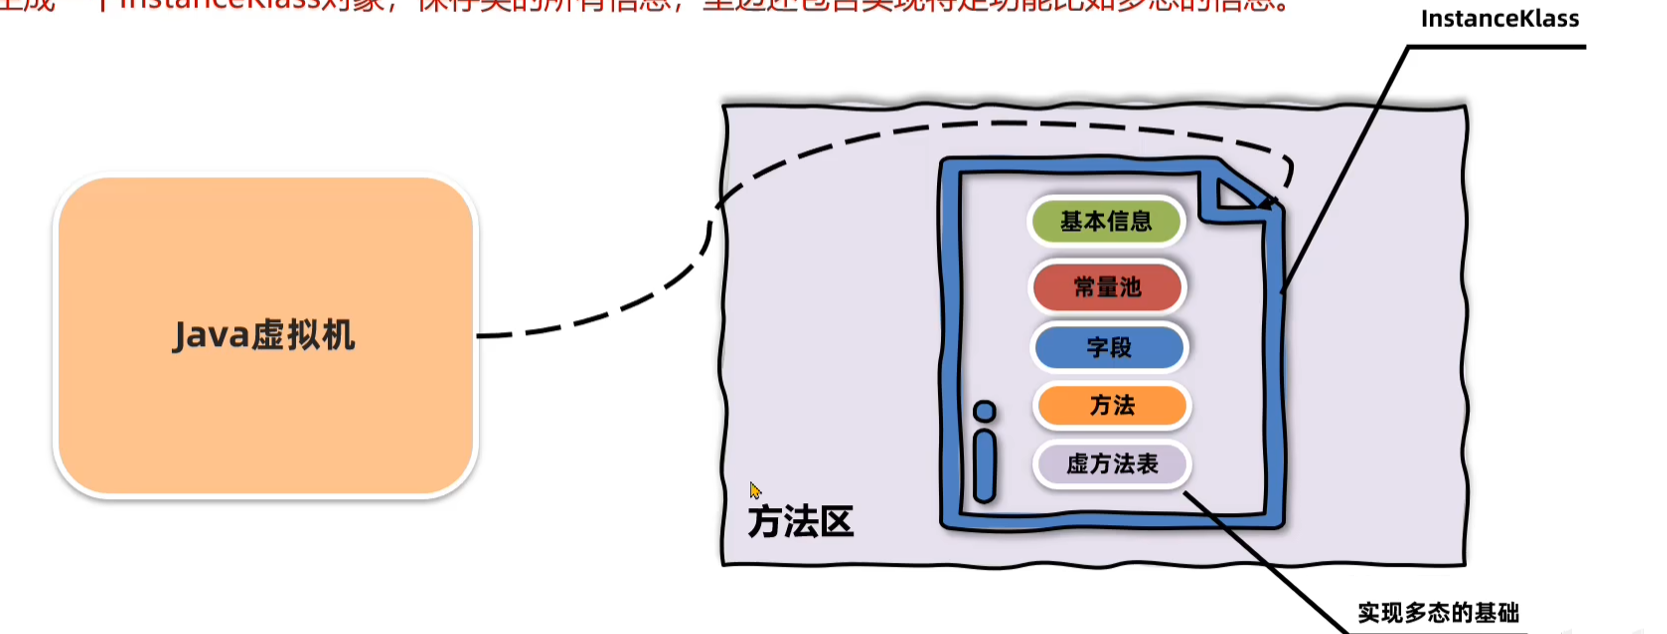 生成一个InstanceKlass对象，保存类的所有信息，里边还包含实现特定功能比如多态的信息。
InstanceKlass
基本信息
常量池
Java虚拟机
字段
方法
虚方法表
方法区
实现多态的基础